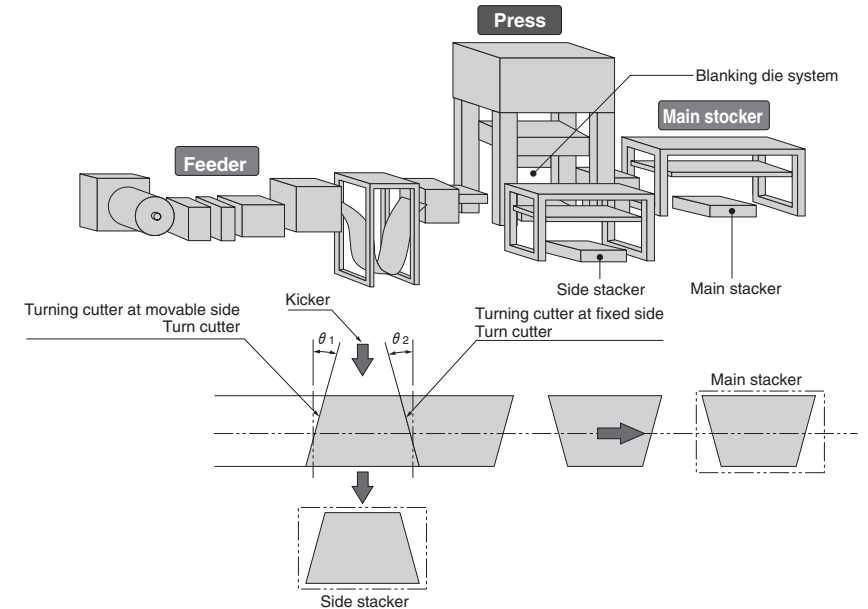 Press
Blanking die system
Main stocker
Feeder
Side stacker
Main stacker
Kicker
Turning cutter at movable side
Turn cutter
Turning cutter at fixed side
Turn cutter
θ1
θ2
Main stacker
Side stacker